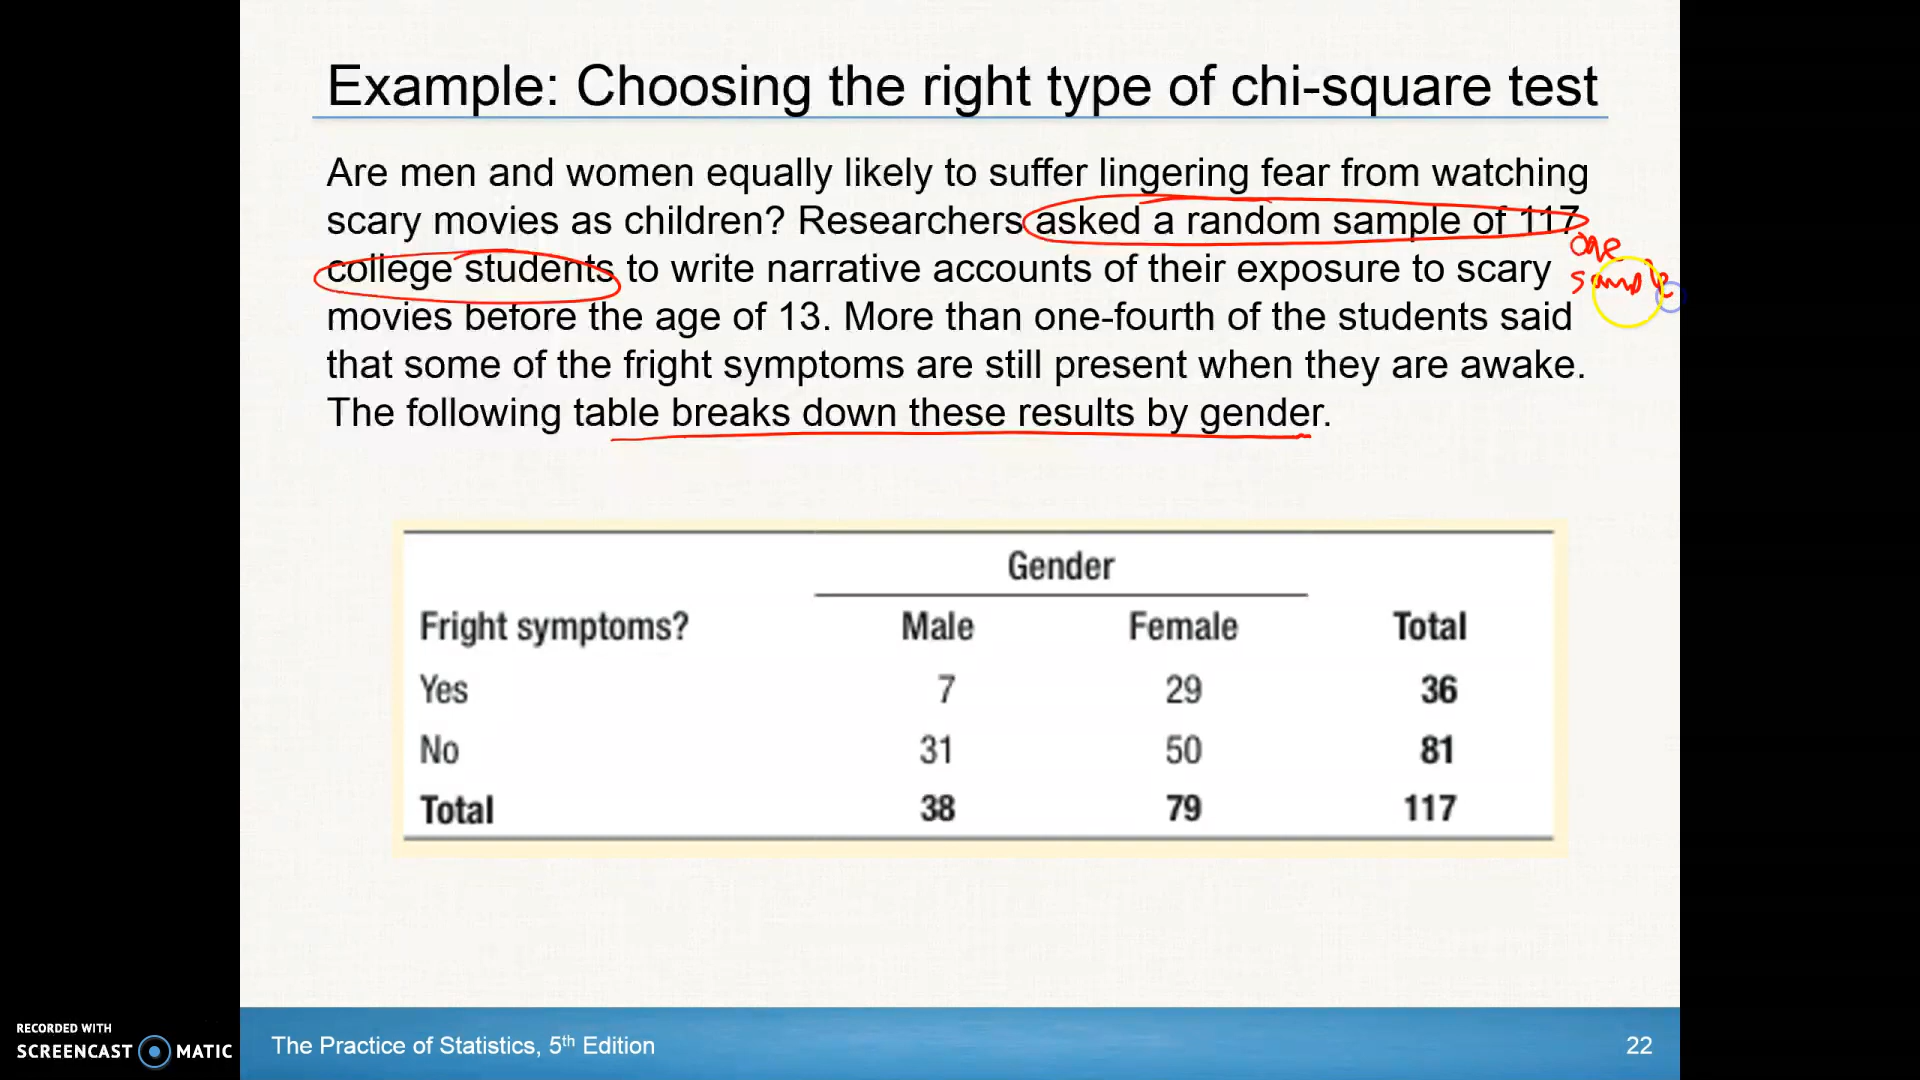 Example: Choosing the right type of chi-square test
Are men and women equally likely to suffer lingering fear from watching
scary movies as children? Researchers asked a random sample of 117
one
college students to write narrative accounts of their exposure to scary
sample
movies before the age of 13. More than one-fourth of the students said
that some of the fright symptoms are still present when they are awake.
The following table breaks down these results by gender.
Gender
Fright symptoms? Male Female Total
Yes 7 29 36
No 31 50 81
Total 38 79 117
RECORDED WITH
SCREENCAST MATIC
The Practice of Statistics, 5th Edition 22